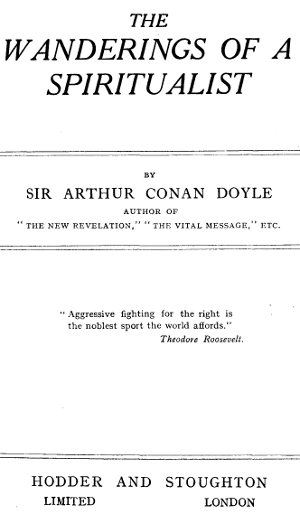 THE
WANDERINGS OF A
SPIRITUALIST
BY
SIR ARTHUR CONAN DOYLE
AUTHOR OF
"THE NEW REVELATION," "THE VITAL MESSAGE," ETC.
"Aggressive fighting for the right is
the noblest sport the world affords."
Theodore Roosevelt.
HODDER AND STOUGHTON
LIMITED LONDON